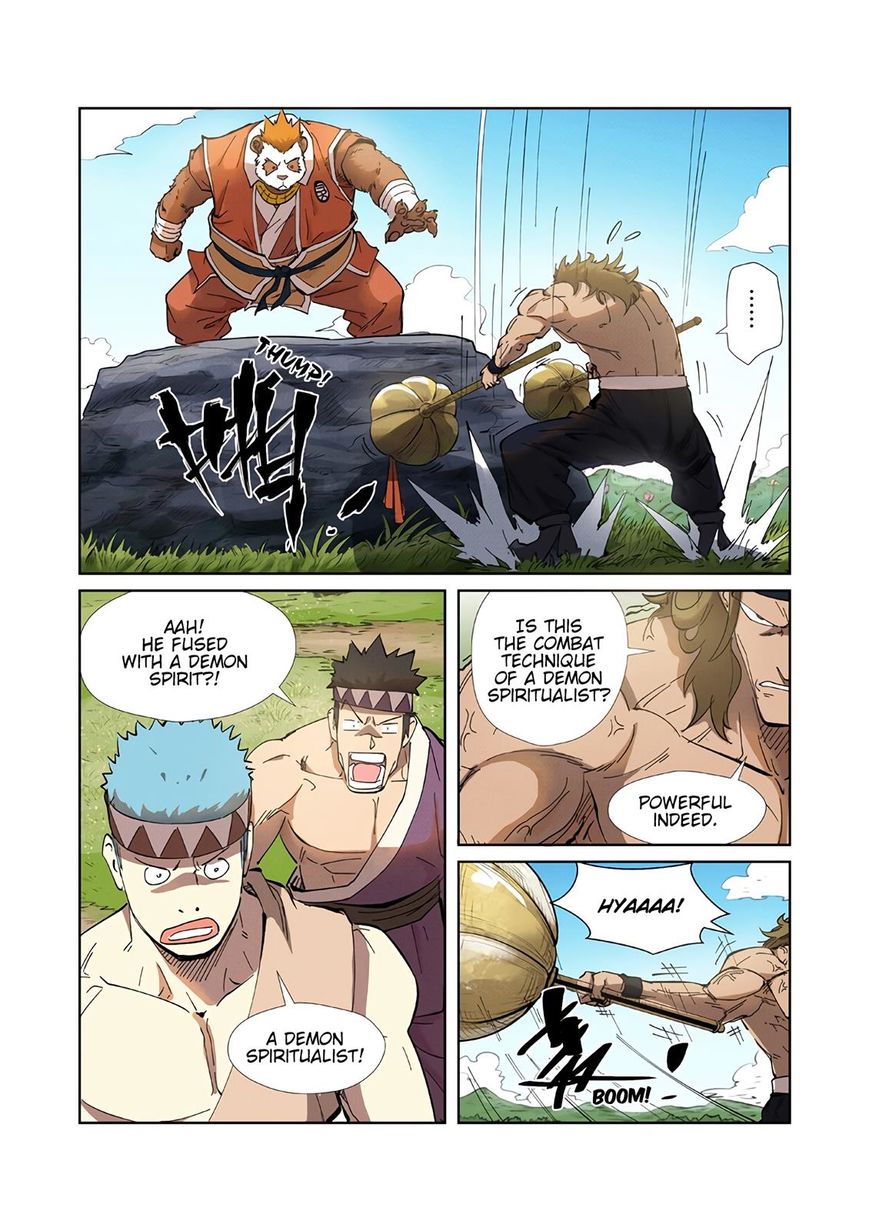 ……
THUMP!
AAH!
HE FUSED
WITH A DEMON
SPIRIT?!
A DEMON
SPIRITUALIST!
IS THIS
THE COMBAT
TECHNIQUE
OF A DEMON
SPIRITUALIST?
POWERFUL
INDEED.
HYAAAA!
BOOM!